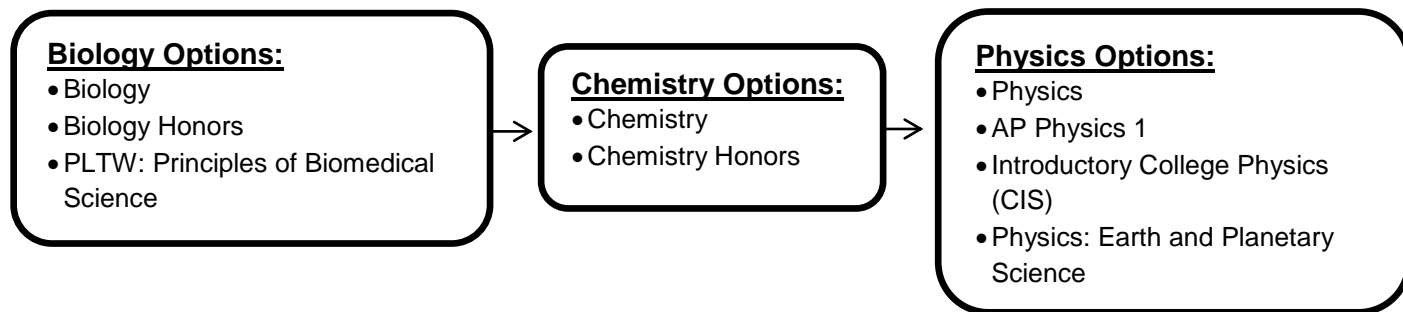 Biology Options:
• Biology
• Biology Honors
• PLTW: Principles of Biomedical
Science
Chemistry Options:
• Chemistry
• Chemistry Honors
Physics Options:
• Physics
• AP Physics 1
• Introductory College Physics
(CIS)
• Physics: Earth and Planetary
Science